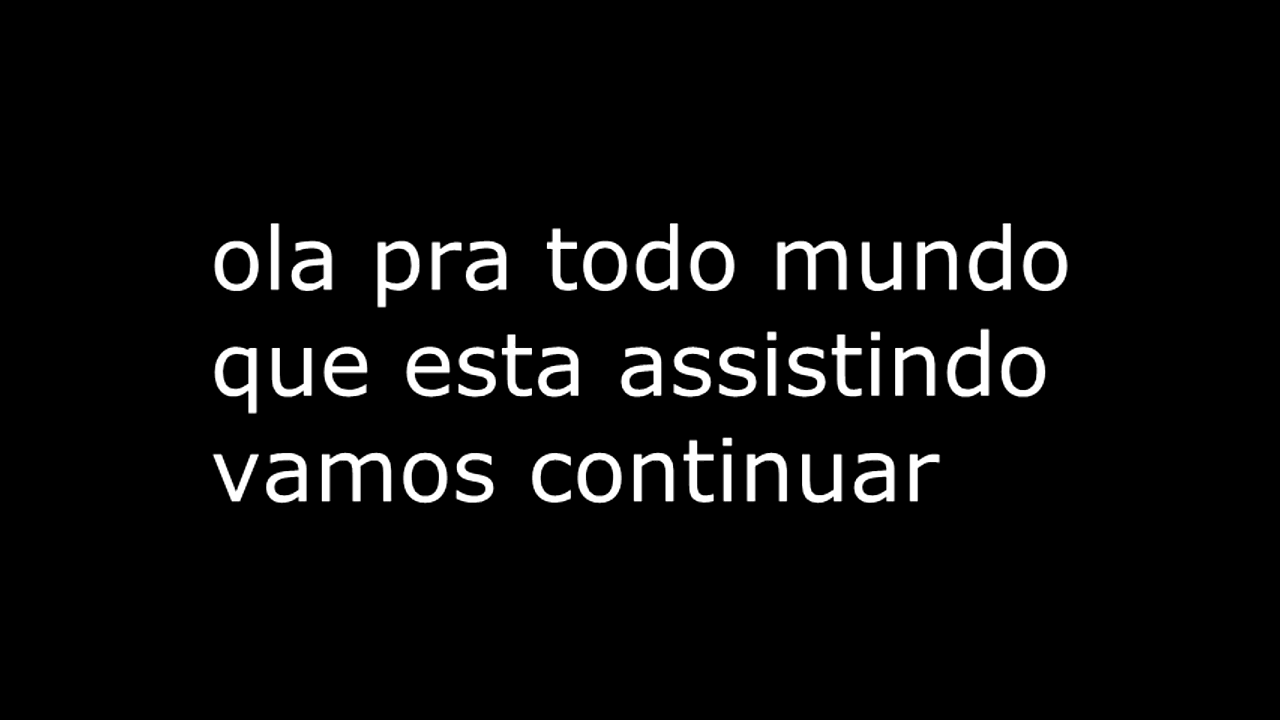 ola pra todo mundo
que esta assistindo
vamos continuar